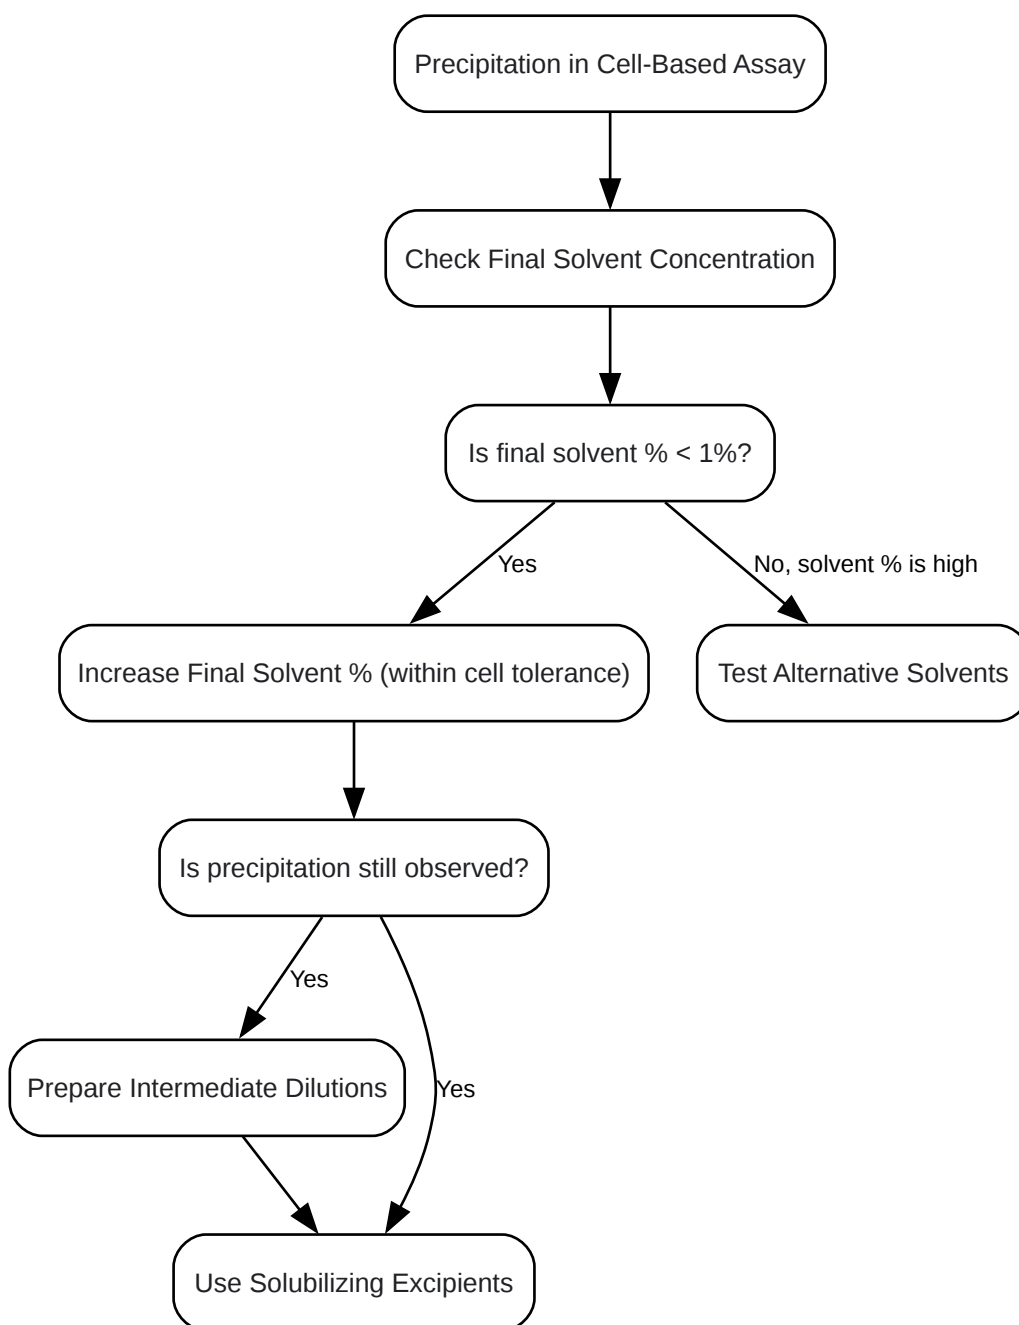 Precipitation in Cell-Based Assay
Check Final Solvent Concentration
Is final solvent % < 1%?
Yes
No, solvent % is high
Increase Final Solvent % (within cell tolerance)
Test Alternative Solvents
Is precipitation still observed?
Yes
Prepare Intermediate Dilutions
Yes
Use Solubilizing Excipients